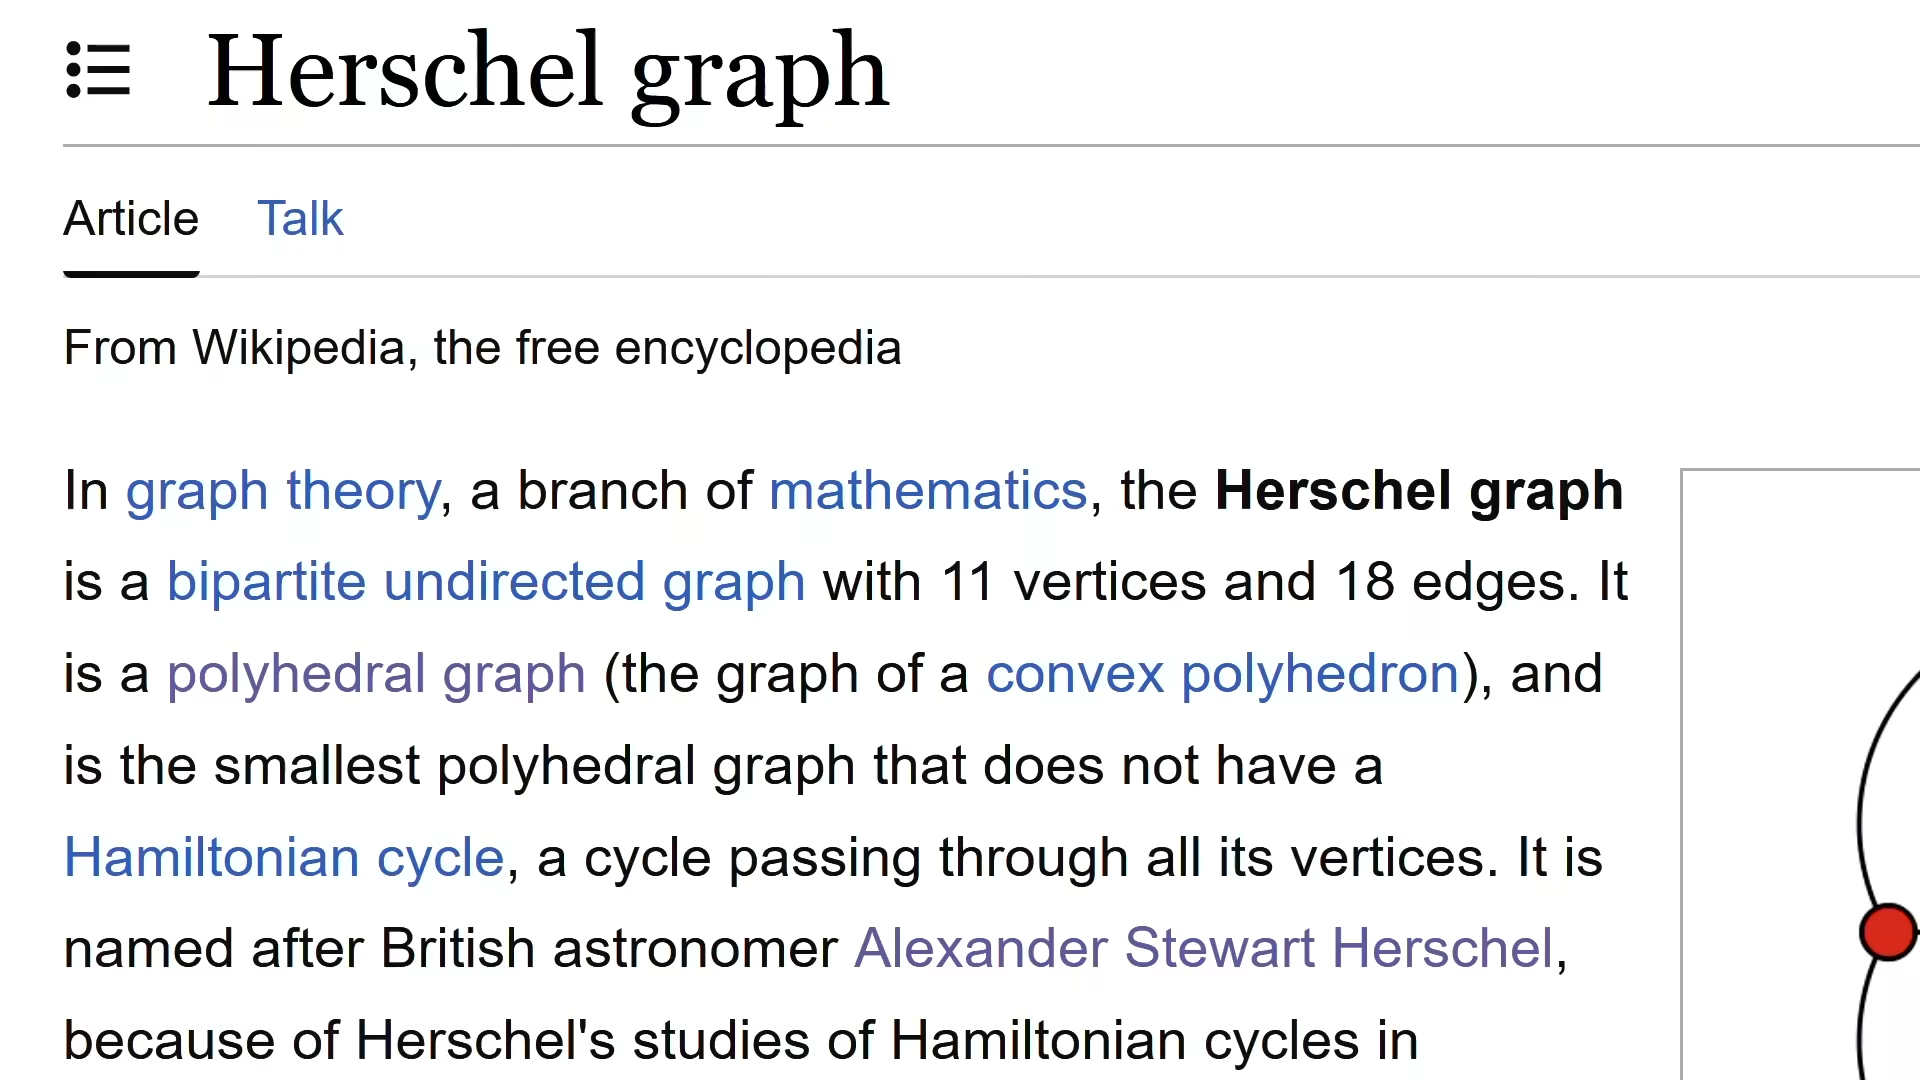 Herschel graph
Article Talk
From Wikipedia, the free encyclopedia
In graph theory, a branch of mathematics, the Herschel graph
is a bipartite undirected graph with 11 vertices and 18 edges. It
is a polyhedral graph (the graph of a convex polyhedron), and
is the smallest polyhedral graph that does not have a
Hamiltonian cycle, a cycle passing through all its vertices. It is
named after British astronomer Alexander Stewart Herschel,
because of Herschel's studies of Hamiltonian cycles in